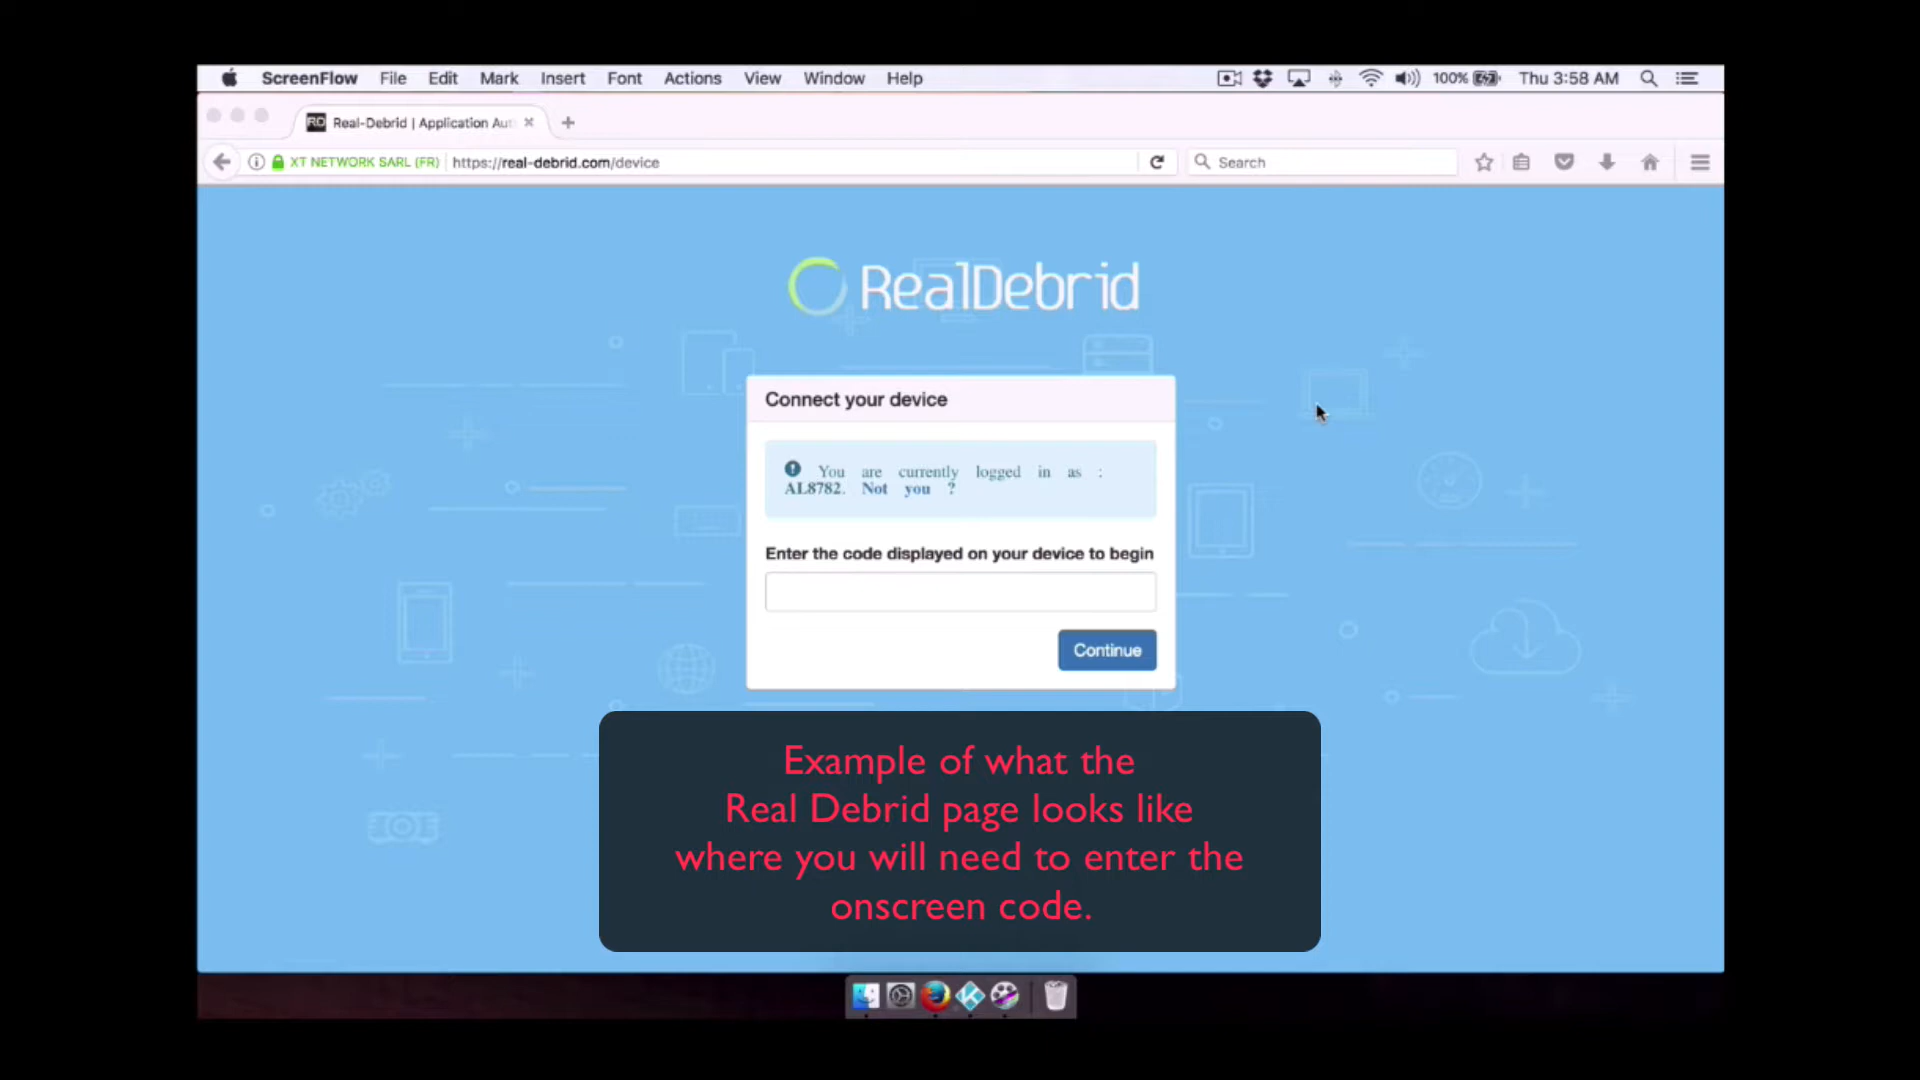 ScreenFlow File Edit Mark Insert Font Actions View Window Help 100% Thu 3:58 AM
RD Real-Debrid | Application Aut
XT NETWORK SARL (FR) https://real-debrid.com/device Search
RealDebrid
Connect your device
You are currently logged in as :
AL8782. Not you ?
Enter the code displayed on your device to begin
Continue
Example of what the
Real Debrid page looks like
where you will need to enter the
onscreen code.